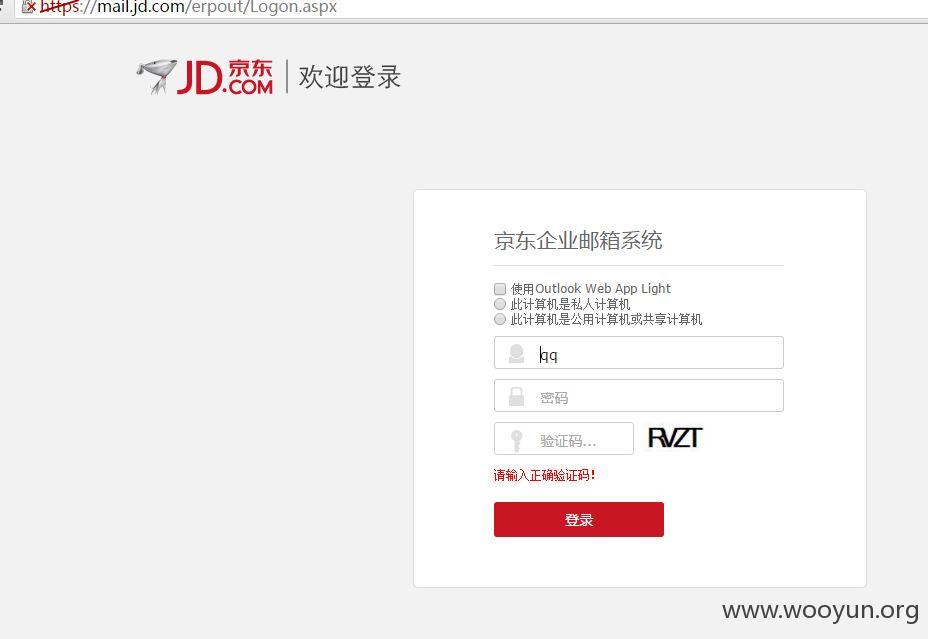 https://mail.jd.com/erpout/Logon.aspx
JD.COM 京东 欢迎登录
京东企业邮箱系统
使用Outlook Web App Light
此计算机是私人计算机
此计算机是公用计算机或共享计算机
qq
密码
验证码... RVZT
请输入正确验证码!
登录
www.wooyun.org